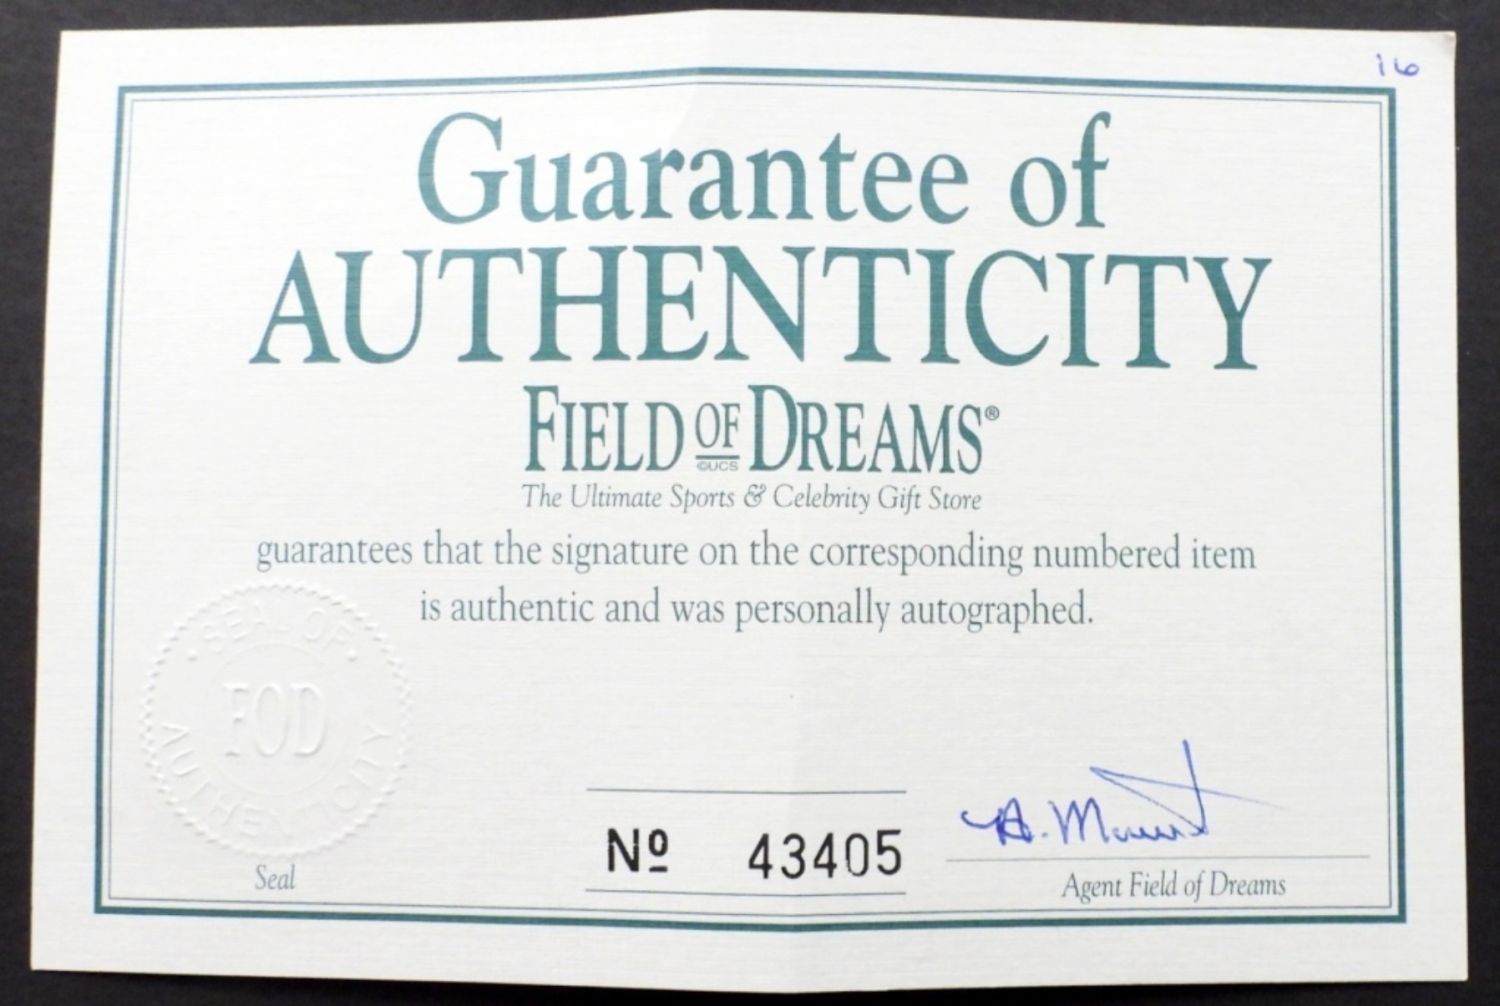 16
Guarantee of
AUTHENTICITY
FIELD OF DREAMS®
©UCS
The Ultimate Sports & Celebrity Gift Store
guarantees that the signature on the corresponding numbered item
is authentic and was personally autographed.
SEAL OF
FOD
AUTHENTICITY
Seal
Nº 43405
Agent Field of Dreams